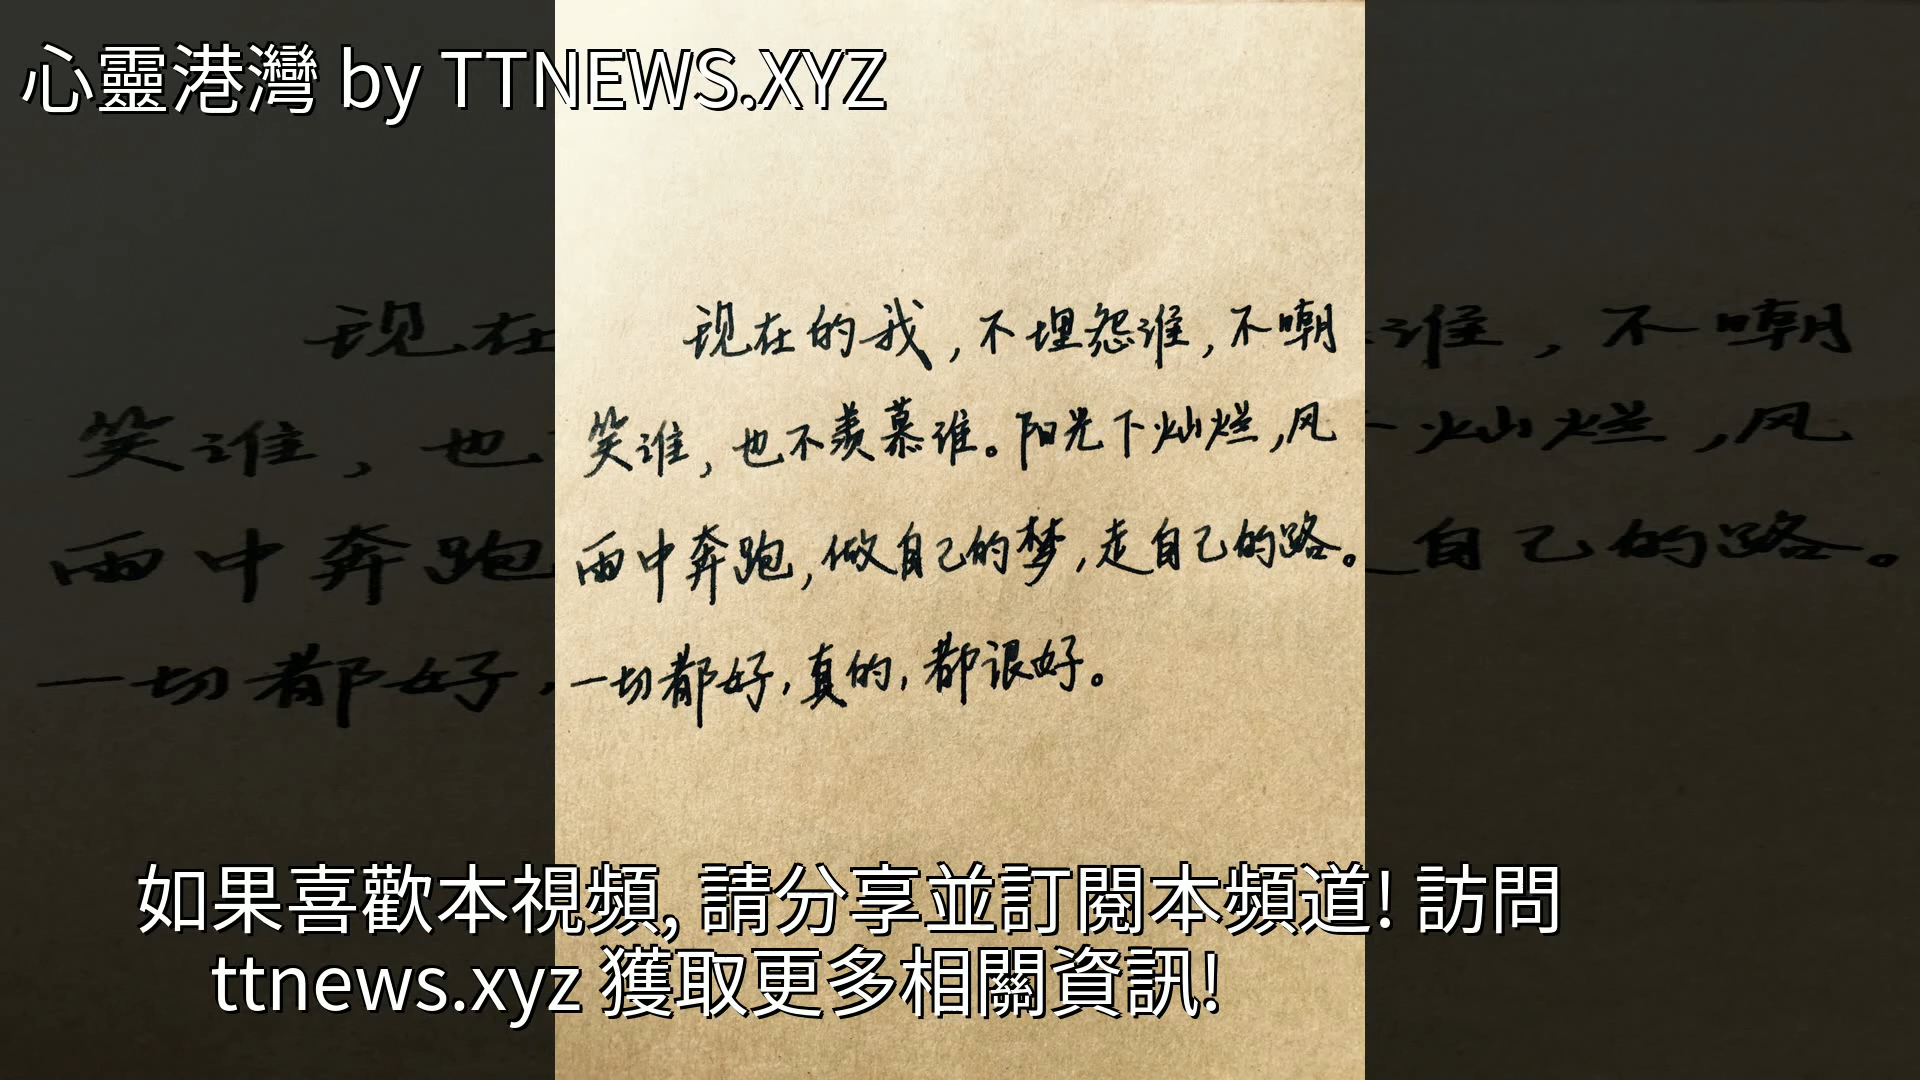 心靈港灣 by TTNEWS.XYZ
现在的我，不埋怨谁，不嘲
笑谁，也不羡慕谁。阳光下灿烂，风
雨中奔跑，做自己的梦，走自己的路。
一切都好，真的，都很好。
如果喜歡本視頻, 請分享並訂閱本頻道! 訪問
ttnews.xyz 獲取更多相關資訊!